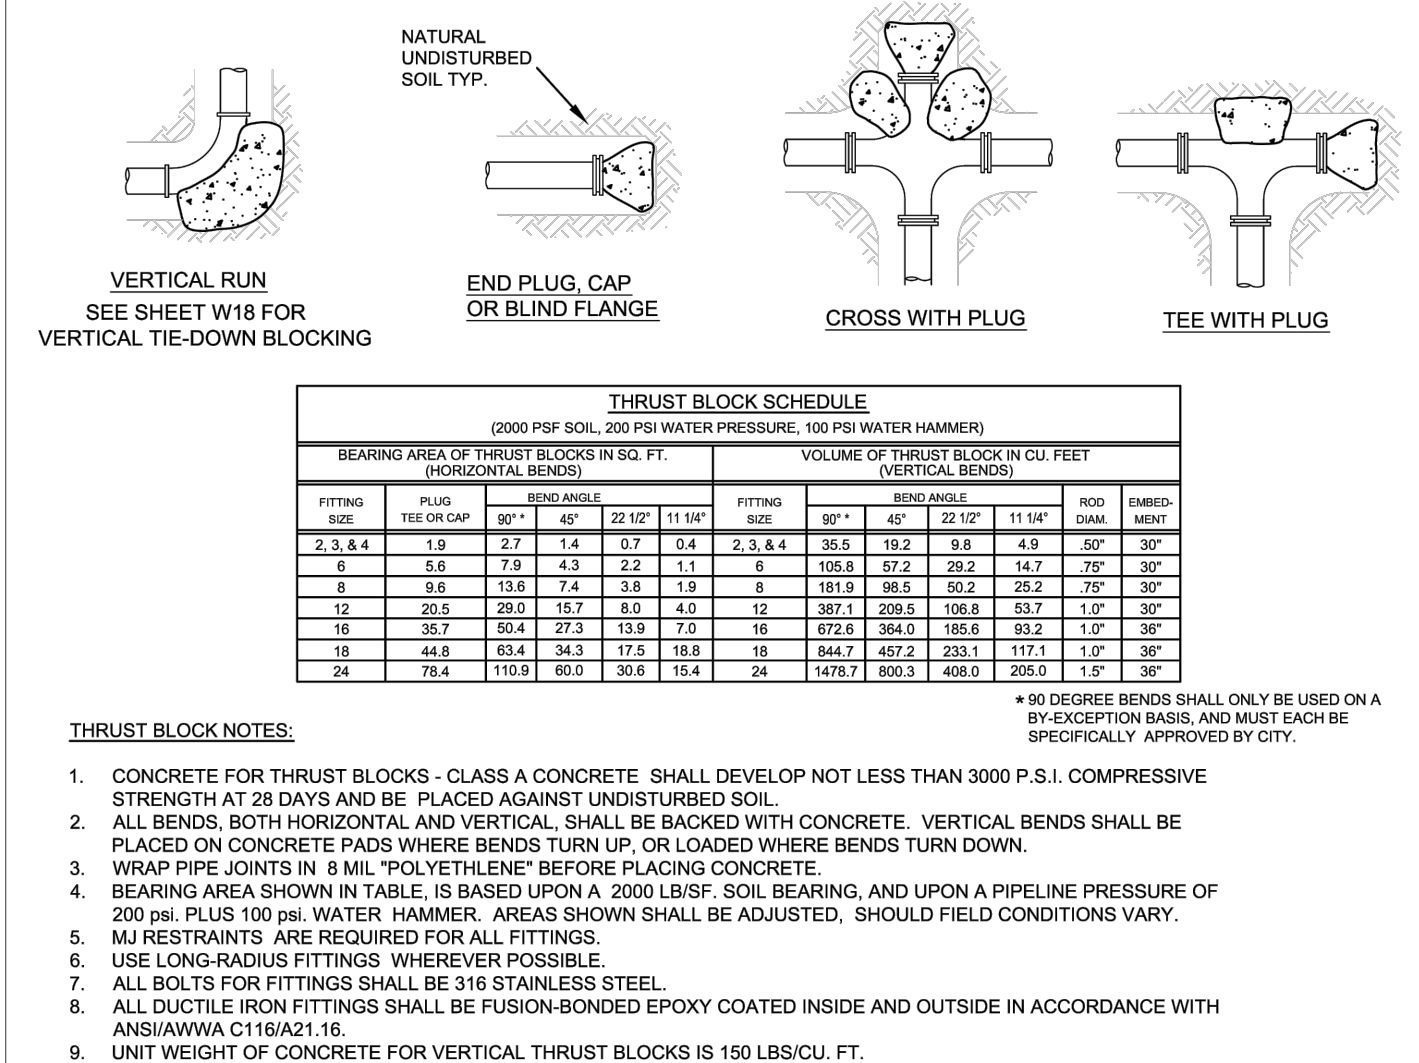 NATURAL
UNDISTURBED
SOIL TYP.
VERTICAL RUN
SEE SHEET W18 FOR
VERTICAL TIE-DOWN BLOCKING
END PLUG, CAP
OR BLIND FLANGE
CROSS WITH PLUG
TEE WITH PLUG
THRUST BLOCK SCHEDULE
(2000 PSF SOIL, 200 PSI WATER PRESSURE, 100 PSI WATER HAMMER)
BEARING AREA OF THRUST BLOCKS IN SQ. FT. VOLUME OF THRUST BLOCK IN CU. FEET
(HORIZONTAL BENDS) (VERTICAL BENDS)
FITTING PLUG BEND ANGLE FITTING BEND ANGLE ROD EMBED-
SIZE TEE OR CAP 90° * 45° 22 1/2° 11 1/4° SIZE 90° * 45° 22 1/2° 11 1/4° DIAM. MENT
2, 3, & 4 1.9 2.7 1.4 0.7 0.4 2, 3, & 4 35.5 19.2 9.8 4.9 .50" 30"
6 5.6 7.9 4.3 2.2 1.1 6 105.8 57.2 29.2 14.7 .75" 30"
8 9.6 13.6 7.4 3.8 1.9 8 181.9 98.5 50.2 25.2 .75" 30"
12 20.5 29.0 15.7 8.0 4.0 12 387.1 209.5 106.8 53.7 1.0" 30"
16 35.7 50.4 27.3 13.9 7.0 16 672.6 364.0 185.6 93.2 1.0" 36"
18 44.8 63.4 34.3 17.5 18.8 18 844.7 457.2 233.1 117.1 1.0" 36"
24 78.4 110.9 60.0 30.6 15.4 24 1478.7 800.3 408.0 205.0 1.5" 36"
* 90 DEGREE BENDS SHALL ONLY BE USED ON A
BY-EXCEPTION BASIS, AND MUST EACH BE
SPECIFICALLY APPROVED BY CITY.
THRUST BLOCK NOTES:
1. CONCRETE FOR THRUST BLOCKS - CLASS A CONCRETE SHALL DEVELOP NOT LESS THAN 3000 P.S.I. COMPRESSIVE
STRENGTH AT 28 DAYS AND BE PLACED AGAINST UNDISTURBED SOIL.
2. ALL BENDS, BOTH HORIZONTAL AND VERTICAL, SHALL BE BACKED WITH CONCRETE. VERTICAL BENDS SHALL BE
PLACED ON CONCRETE PADS WHERE BENDS TURN UP, OR LOADED WHERE BENDS TURN DOWN.
3. WRAP PIPE JOINTS IN 8 MIL "POLYETHLENE" BEFORE PLACING CONCRETE.
4. BEARING AREA SHOWN IN TABLE, IS BASED UPON A 2000 LB/SF. SOIL BEARING, AND UPON A PIPELINE PRESSURE OF
200 psi. PLUS 100 psi. WATER HAMMER. AREAS SHOWN SHALL BE ADJUSTED, SHOULD FIELD CONDITIONS VARY.
5. MJ RESTRAINTS ARE REQUIRED FOR ALL FITTINGS.
6. USE LONG-RADIUS FITTINGS WHEREVER POSSIBLE.
7. ALL BOLTS FOR FITTINGS SHALL BE 316 STAINLESS STEEL.
8. ALL DUCTILE IRON FITTINGS SHALL BE FUSION-BONDED EPOXY COATED INSIDE AND OUTSIDE IN ACCORDANCE WITH
ANSI/AWWA C116/A21.16.
9. UNIT WEIGHT OF CONCRETE FOR VERTICAL THRUST BLOCKS IS 150 LBS/CU. FT.